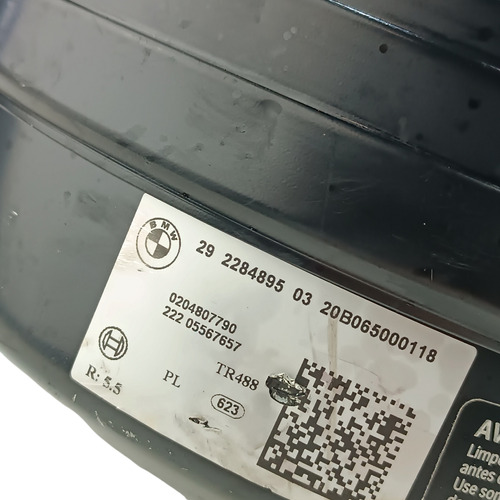 BMW
29 2284895 03 20B065000118
0204807790
222 05567657
R: 5.5 PL TR488
623
AV
Limp
antes
Use so